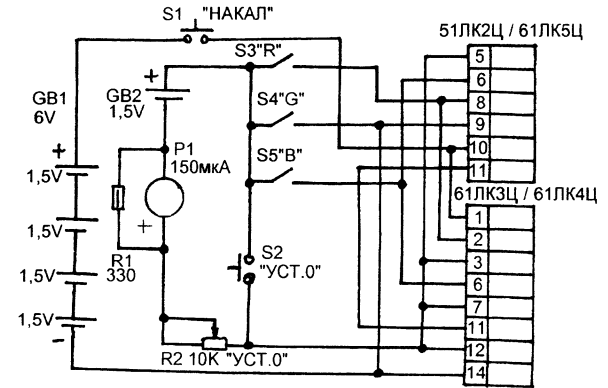 S1 "НАКАЛ"
51ЛК2Ц / 61ЛК5Ц
S3"R"
5
6
8
9
10
11
GB1
6V
+
GB2
1,5V
+
S4"G"
P1
150мкА
S5"B"
+
1,5V
1,5V
1,5V
1,5V
-
R1
330
S2
"УСТ.0"
R2 10K "УСТ.0"
61ЛК3Ц / 61ЛК4Ц
1
2
3
6
7
11
12
14